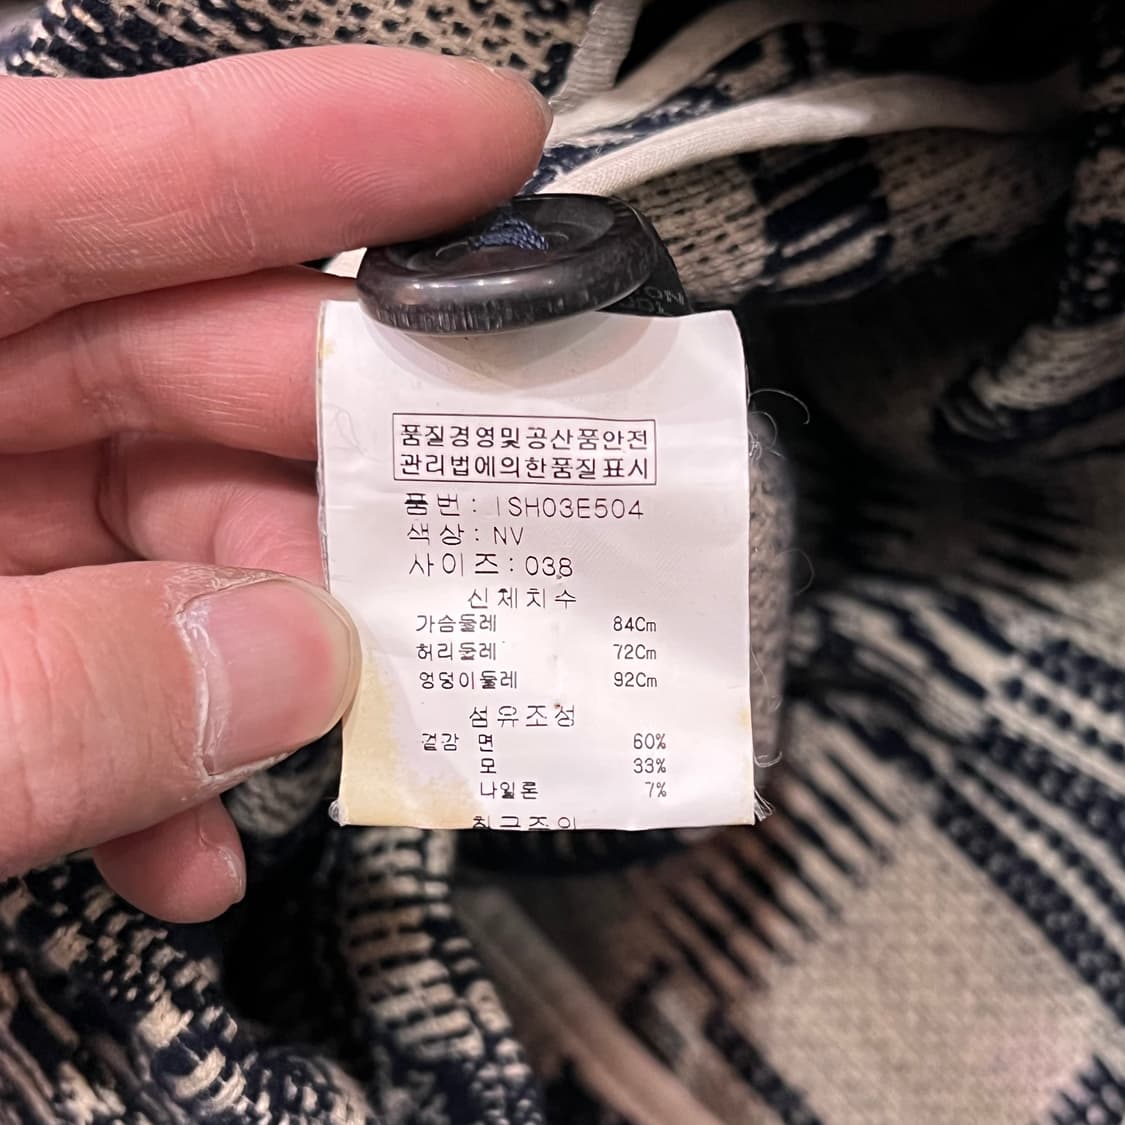 품질경영및공산품안전
관리법에의한품질표시
품번: ISH03E504
색상: NV
사이즈: 038
신체치수
가슴둘레 84Cm
허리둘레 72Cm
엉덩이둘레 92Cm
섬유조성
겉감 면 60%
모 33%
나일론 7%